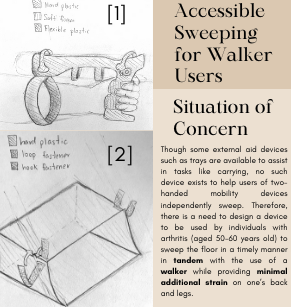 hard plastic
Soft foam
Flexible plastic
[1]
hard plastic
loop fastener
hook fastener
[2]
Accessible
Sweeping
for Walker
Users
Situation of
Concern
Though some external aid devices
such as trays are available to assist
in tasks like carrying, no such
device exists to help users of two-
handed mobility devices
independently sweep. Therefore,
there is a need to design a device
to be used by individuals with
arthritis (aged 50-60 years old) to
sweep the floor in a timely manner
in tandem with the use of a
walker while providing minimal
additional strain on one's back
and legs.